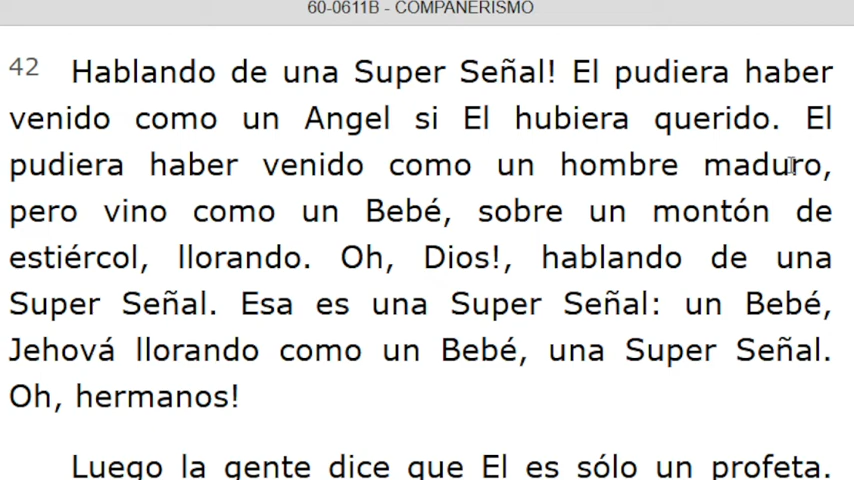 60-0611B - COMPAÑERISMO
42 Hablando de una Super Señal! El pudiera haber
venido como un Angel si El hubiera querido. El
pudiera haber venido como un hombre maduro,
pero vino como un Bebé, sobre un montón de
estiércol, llorando. Oh, Dios!, hablando de una
Super Señal. Esa es una Super Señal: un Bebé,
Jehová llorando como un Bebé, una Super Señal.
Oh, hermanos!
Luego la gente dice que El es sólo un profeta.